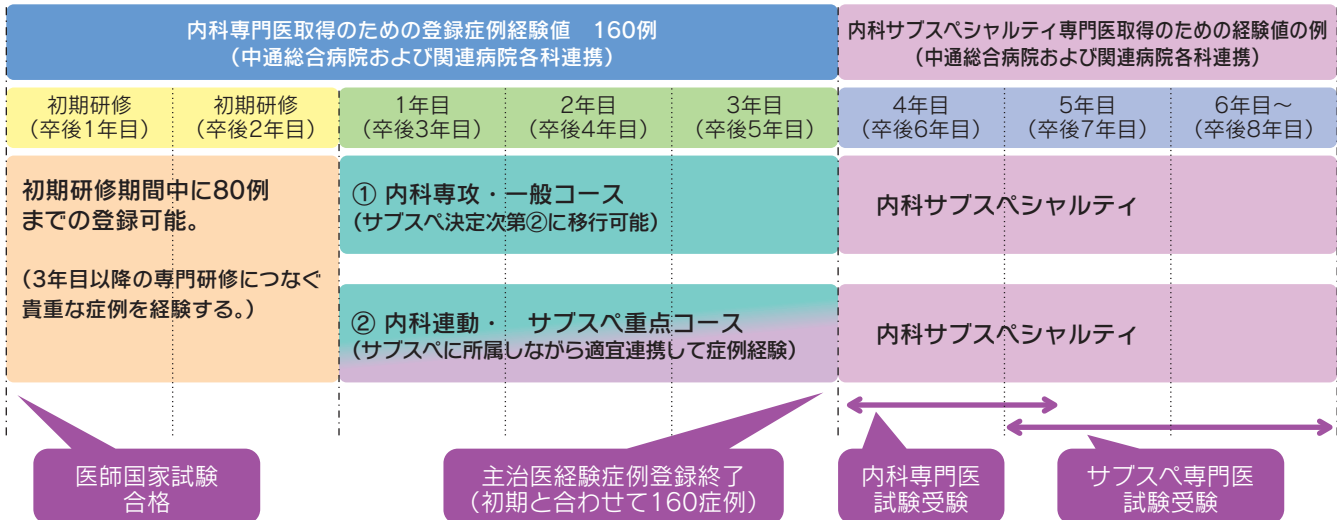 内科専門医取得のための登録症例経験値　160例
（中通総合病院および関連病院各科連携）
内科サブスペシャルティ専門医取得のための経験値の例
（中通総合病院および関連病院各科連携）
初期研修
（卒後1年目）
初期研修
（卒後2年目）
1年目
（卒後3年目）
2年目
（卒後4年目）
3年目
（卒後5年目）
4年目
（卒後6年目）
5年目
（卒後7年目）
6年目～
（卒後8年目）
初期研修期間中に80例
までの登録可能。
（3年目以降の専門研修につなぐ
貴重な症例を経験する。）
① 内科専攻・一般コース
（サブスペ決定次第②に移行可能）
内科サブスペシャルティ
② 内科連動・　サブスペ重点コース
（サブスペに所属しながら適宜連携して症例経験）
内科サブスペシャルティ
医師国家試験
合格
主治医経験症例登録終了
（初期と合わせて160症例）
内科専門医
試験受験
サブスペ専門医
試験受験